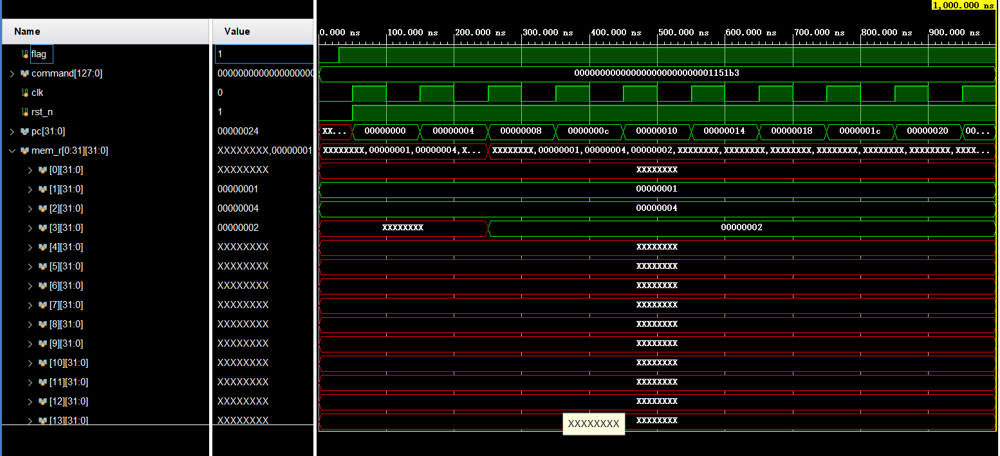 1,000.000 ns
Name Value 0.000 ns 100.000 ns 200.000 ns 300.000 ns 400.000 ns 500.000 ns 600.000 ns 700.000 ns 800.000 ns 900.000 ns
flag 1
command[127:0] 0000000000000000000 0000000000000000000000000001151b3
clk 0
rst_n 1
pc[31:0] 00000024 XX... 00000000 00000004 00000008 0000000c 00000010 00000014 00000018 0000001c 00000020 00...
mem_r[0:31][31:0] XXXXXXXX,00000001 XXXXXXXX,00000001,00000004,X... XXXXXXXX,00000001,00000004,00000002,XXXXXXXX,XXXXXXXX,XXXXXXXX,XXXXXXXX,XXXXXXXX,XXXXXXXX,XXXX...
[0][31:0] XXXXXXXX XXXXXXXX
[1][31:0] 00000001 00000001
[2][31:0] 00000004 00000004
[3][31:0] 00000002 XXXXXXXX 00000002
[4][31:0] XXXXXXXX XXXXXXXX
[5][31:0] XXXXXXXX XXXXXXXX
[6][31:0] XXXXXXXX XXXXXXXX
[7][31:0] XXXXXXXX XXXXXXXX
[8][31:0] XXXXXXXX XXXXXXXX
[9][31:0] XXXXXXXX XXXXXXXX
[10][31:0] XXXXXXXX XXXXXXXX
[11][31:0] XXXXXXXX XXXXXXXX
[12][31:0] XXXXXXXX XXXXXXXX
[13][31:0] XXXXXXXX XXXXXXXX
XXXXXXXX